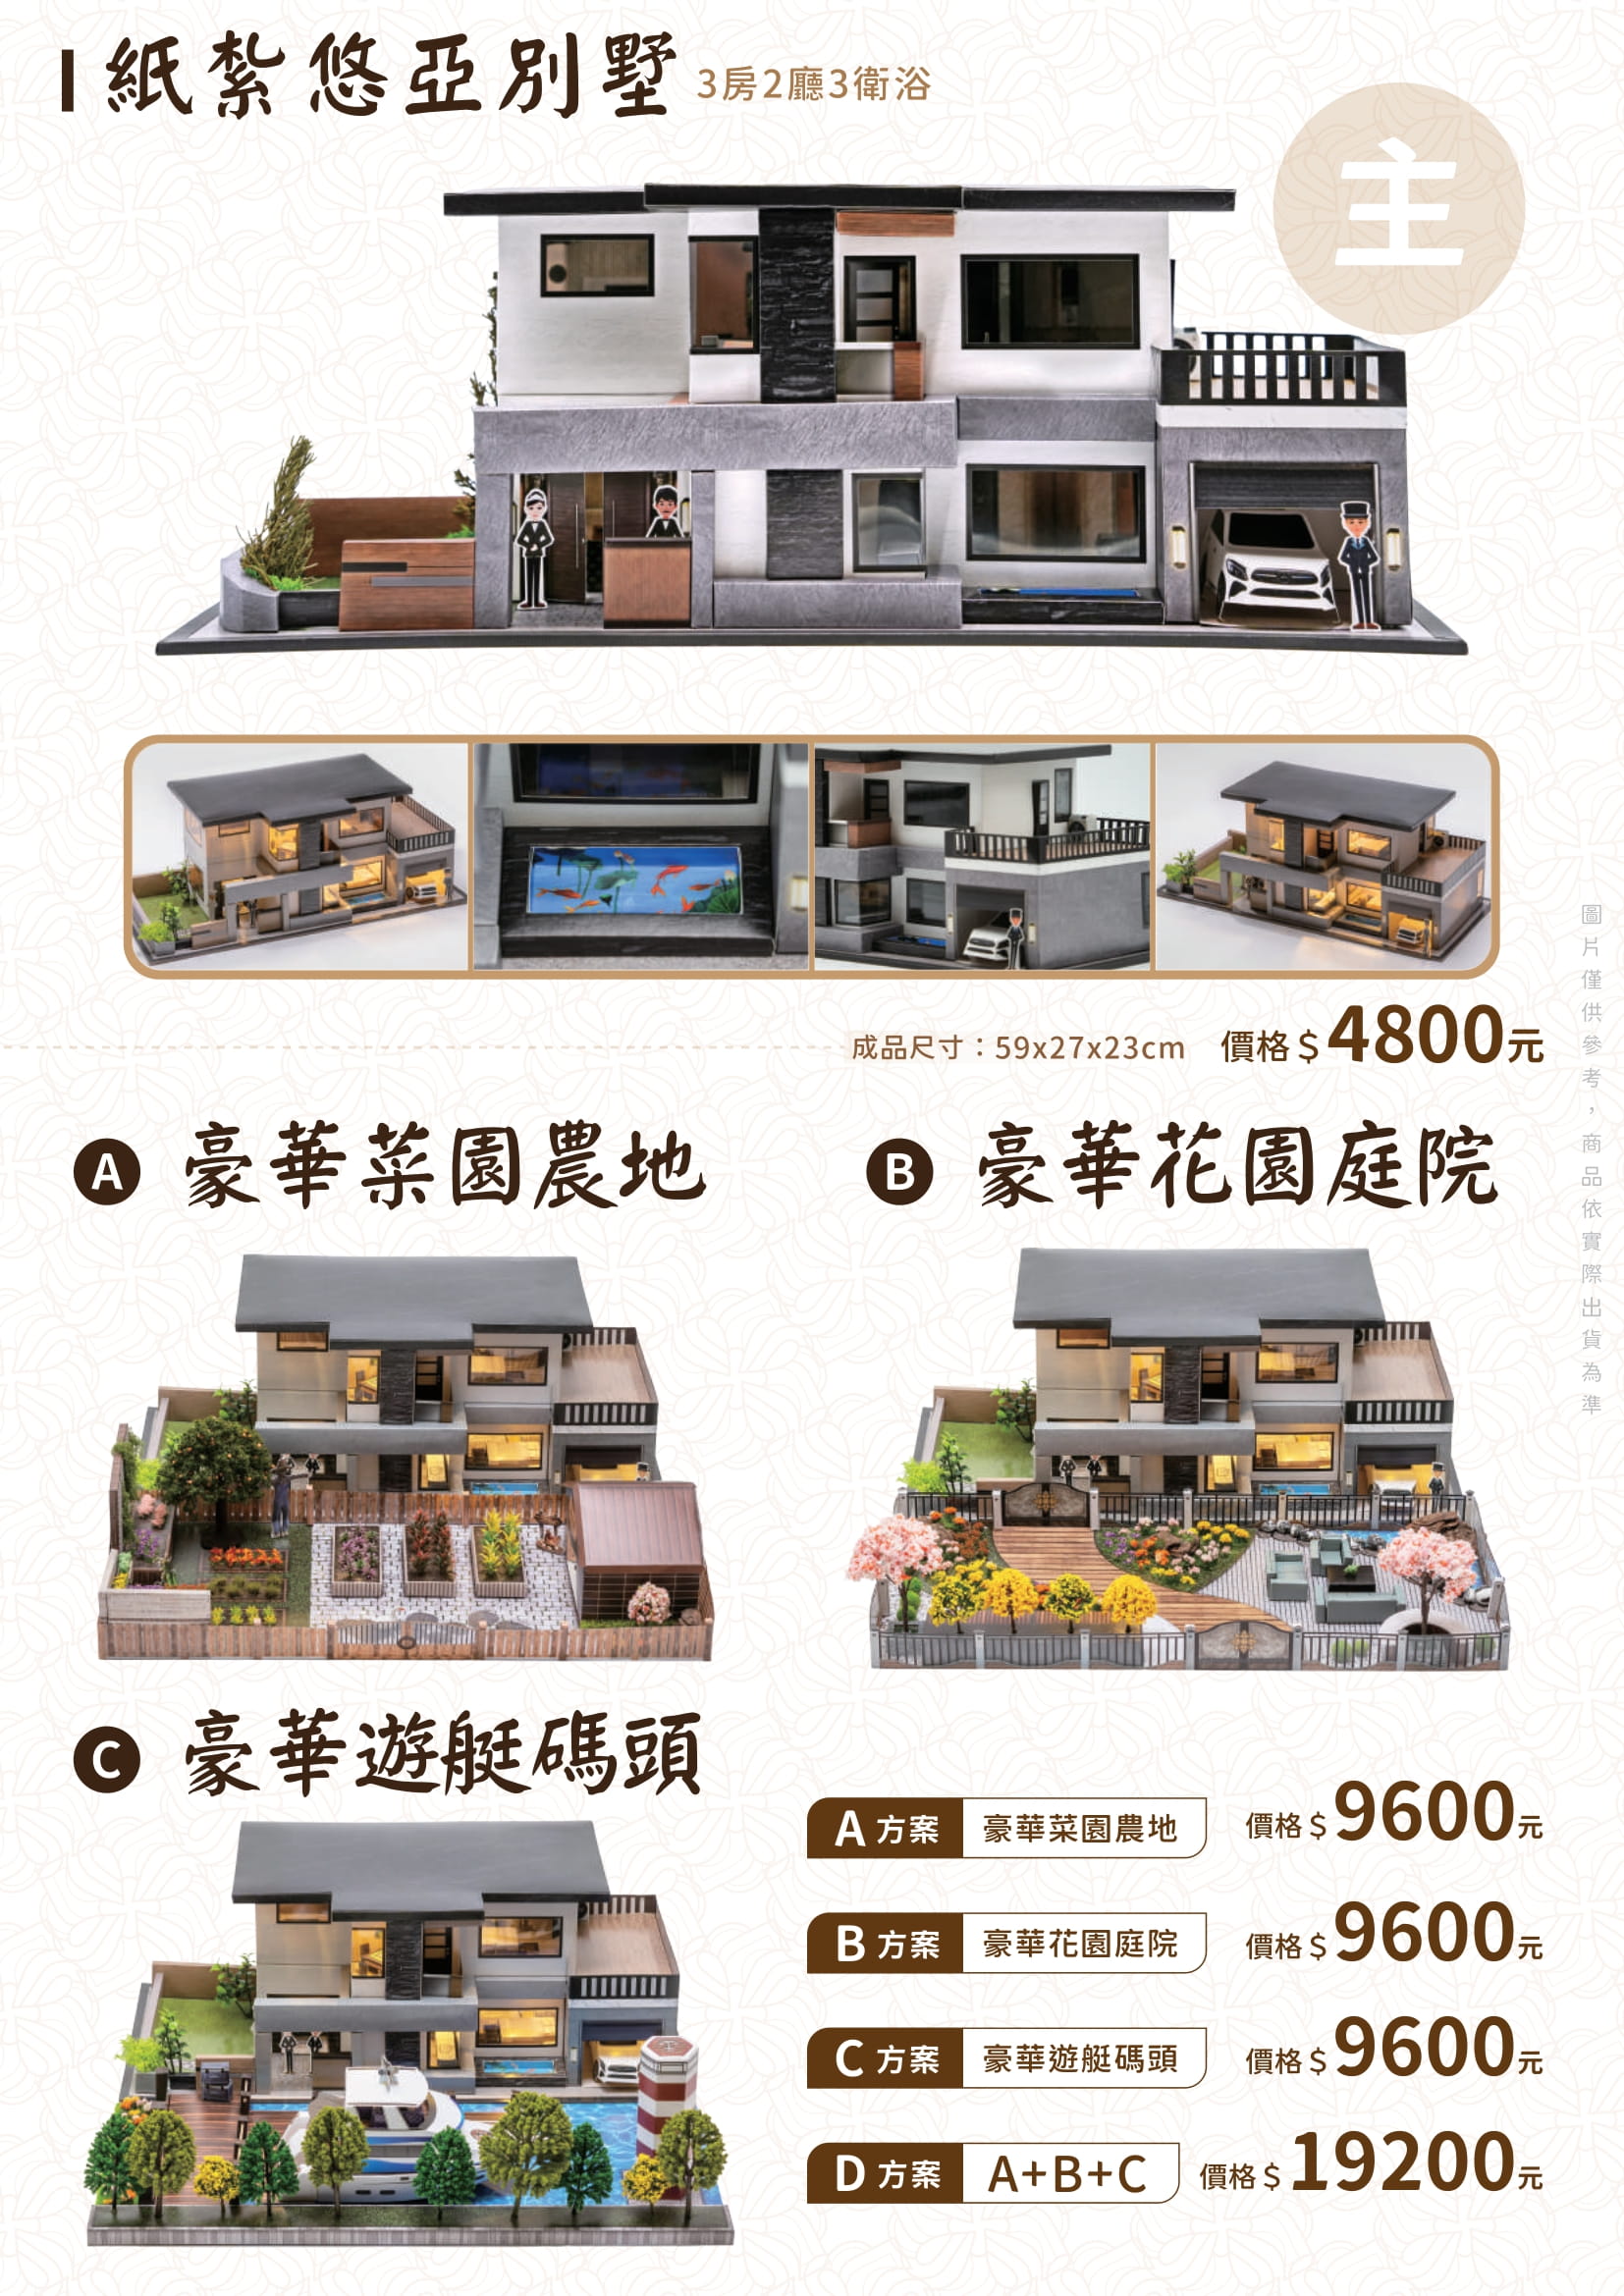 紙紮悠亞別墅 3房2廳3衛浴
主
成品尺寸：59x27x23cm 價格$4800元
圖片僅供參考，商品依實際出貨為準
A 豪華菜園農地
B 豪華花園庭院
C 豪華遊艇碼頭
A方案 豪華菜園農地 價格$9600元
B方案 豪華花園庭院 價格$9600元
C方案 豪華遊艇碼頭 價格$9600元
D方案 A+B+C 價格$19200元